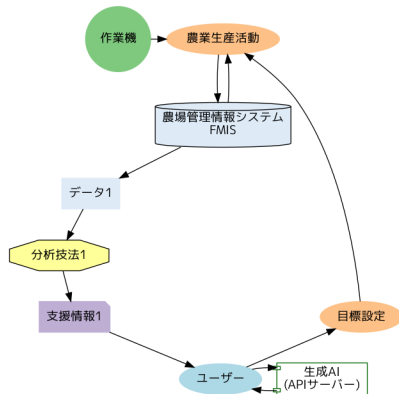 作業機
農業生産活動
農場管理情報システム
FMIS
データ1
分析技法1
支援情報1
目標設定
ユーザー
生成AI
(APIサーバー)